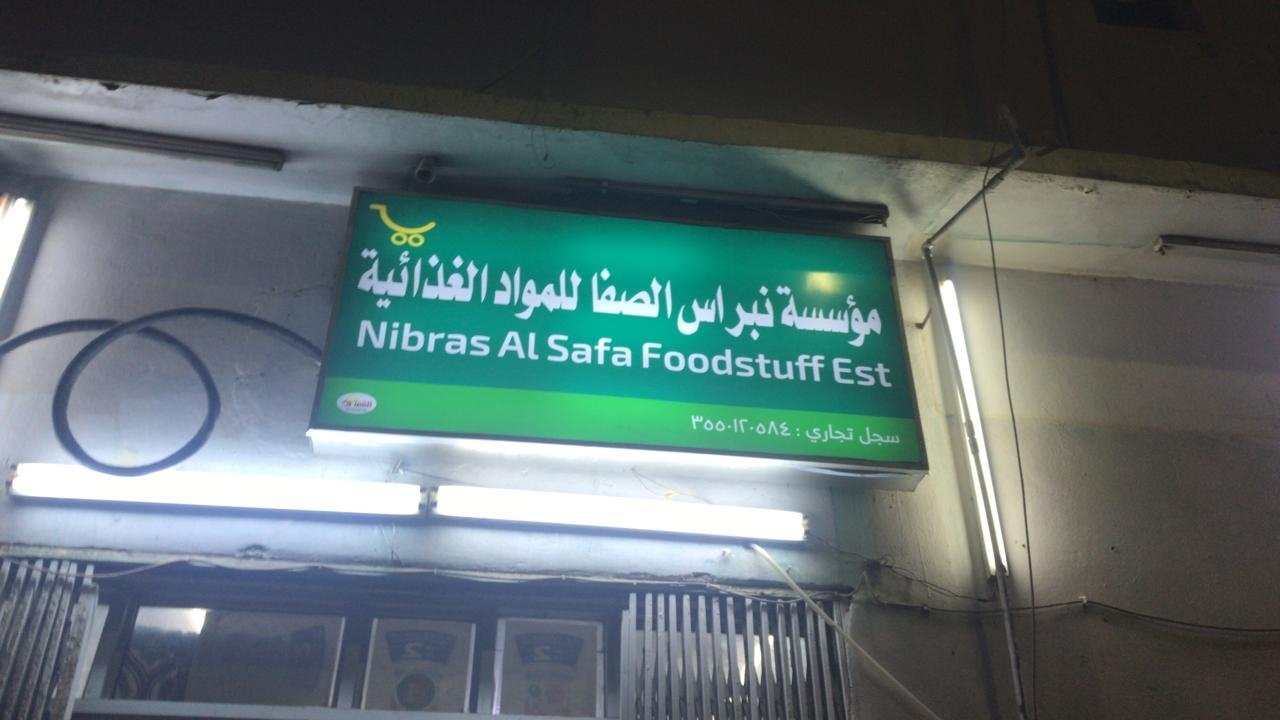 مؤسسة نبراس الصفا للمواد الغذائية
Nibras Al Safa Foodstuff Est
سجل تجاري : ٣٥٥٠١٢٠٥٨٤